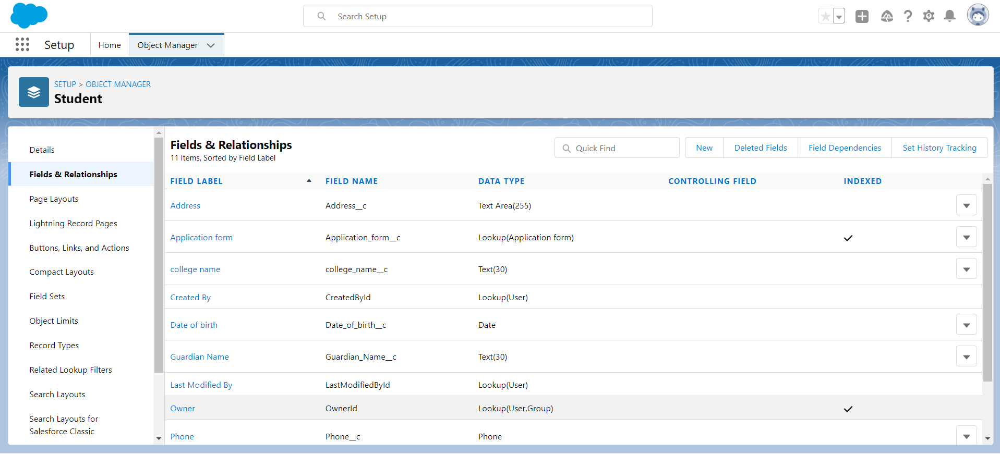 Search Setup
Setup
Home
Object Manager
SETUP > OBJECT MANAGER
Student
Details
Fields & Relationships
Page Layouts
Lightning Record Pages
Buttons, Links, and Actions
Compact Layouts
Field Sets
Object Limits
Record Types
Related Lookup Filters
Search Layouts
Search Layouts for
Salesforce Classic
Fields & Relationships
11 Items, Sorted by Field Label
Quick Find
New
Deleted Fields
Field Dependencies
Set History Tracking
FIELD LABEL FIELD NAME DATA TYPE CONTROLLING FIELD INDEXED
Address Address__c Text Area(255)
Application form Application_form__c Lookup(Application form)
college name college_name__c Text(30)
Created By CreatedById Lookup(User)
Date of birth Date_of_birth__c Date
Guardian Name Guardian_Name__c Text(30)
Last Modified By LastModifiedById Lookup(User)
Owner OwnerId Lookup(User,Group)
Phone Phone__c Phone